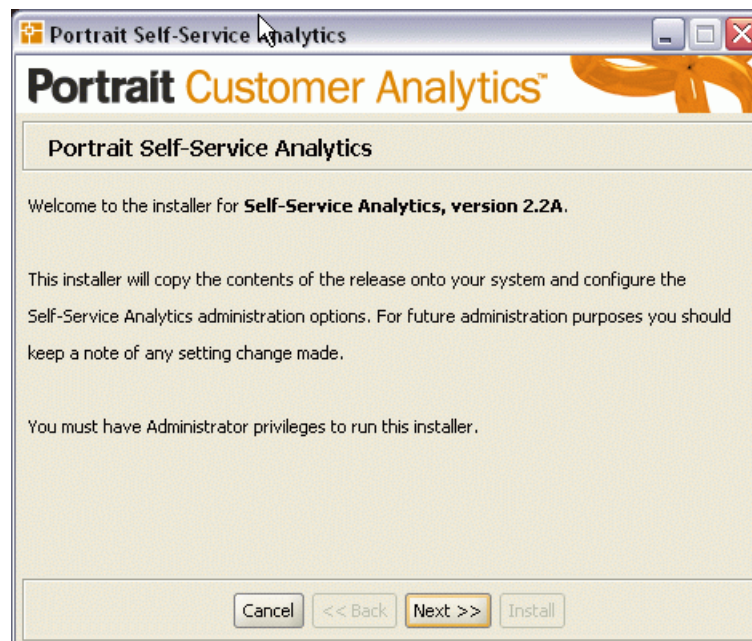 Portrait Self-Service Analytics
Portrait Customer Analytics™
Portrait Self-Service Analytics
Welcome to the installer for Self-Service Analytics, version 2.2A.
This installer will copy the contents of the release onto your system and configure the
Self-Service Analytics administration options. For future administration purposes you should
keep a note of any setting change made.
You must have Administrator privileges to run this installer.
Cancel << Back Next >> Install